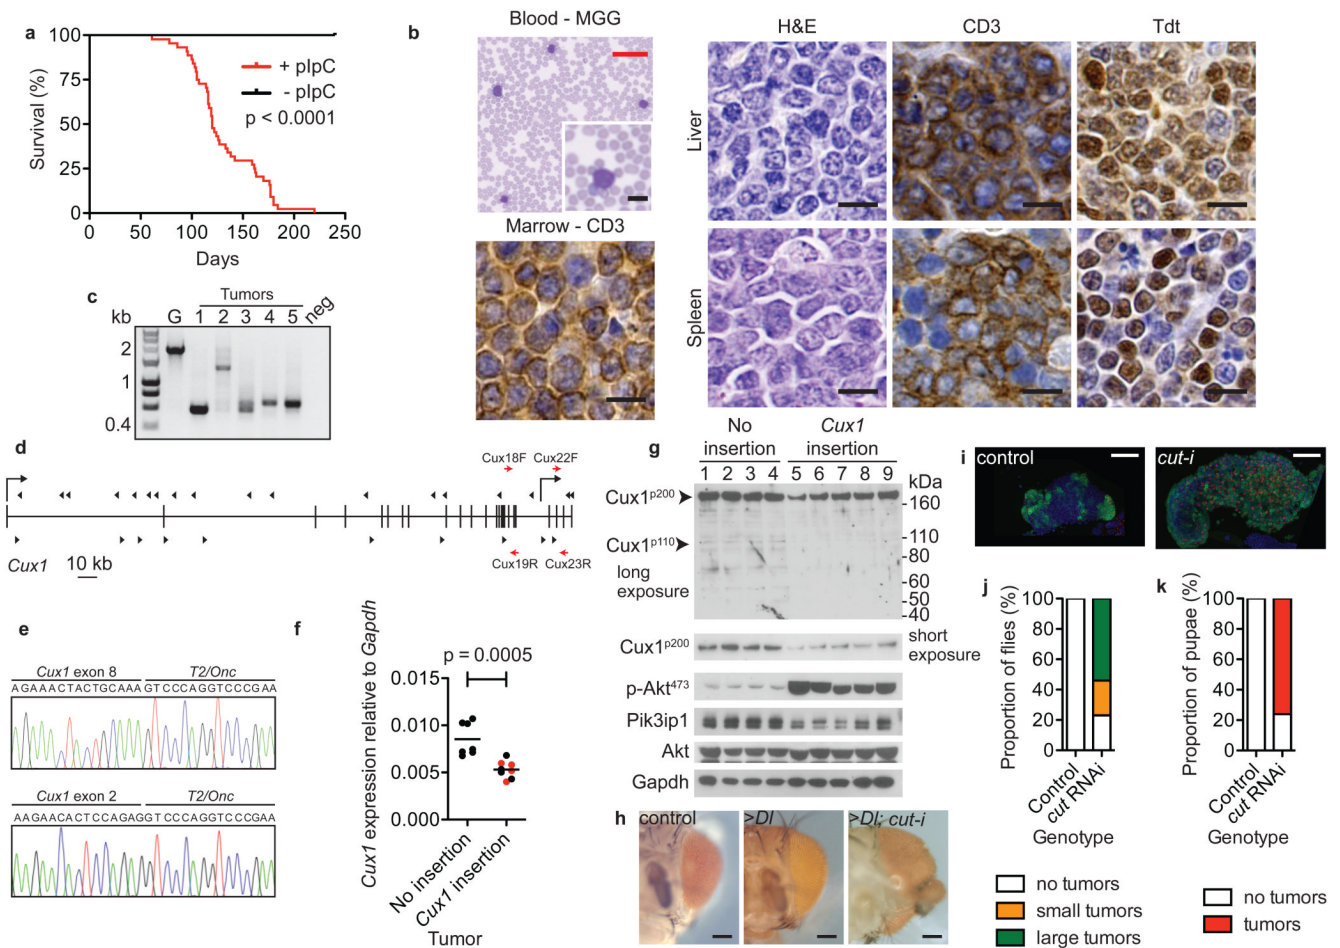 a
100
75
50
25
0
Survival (%)
+ pIpC
- pIpC
p < 0.0001
0 50 100 150 200 250
Days
b
Blood - MGG
Marrow - CD3
H&E CD3 Tdt
Liver
Spleen
c
Tumors
kb G 1 2 3 4 5 neg
2
1
0.4
d
Cux18F Cux22F
Cux19R Cux23R
Cux1 10 kb
e
Cux1 exon 8 T2/Onc
AGAAACTACTGCAAAGTCCCAGGTCCCGAA
Cux1 exon 2 T2/Onc
AAGAACACTCCAGAGGTCCCAGGTCCCGAA
f
Cux1 expression relative to Gapdh
p = 0.0005
0.015
0.010
0.005
0.000
No insertion
Cux1 insertion
Tumor
g
No insertion
Cux1 insertion
1 2 3 4 5 6 7 8 9
kDa
Cux1p200
-160
-110
Cux1p110
-80
long exposure
-60
-50
-40
Cux1p200
short exposure
p-Akt473
Pik3ip1
Akt
Gapdh
h
control
>Dl
>Dl; cut-i
i
control
cut-i
j
Proportion of flies (%)
100
80
60
40
20
0
Control
cut RNAi
Genotype
no tumors
small tumors
large tumors
k
Proportion of pupae (%)
100
80
60
40
20
0
Control
cut RNAi
Genotype
no tumors
tumors